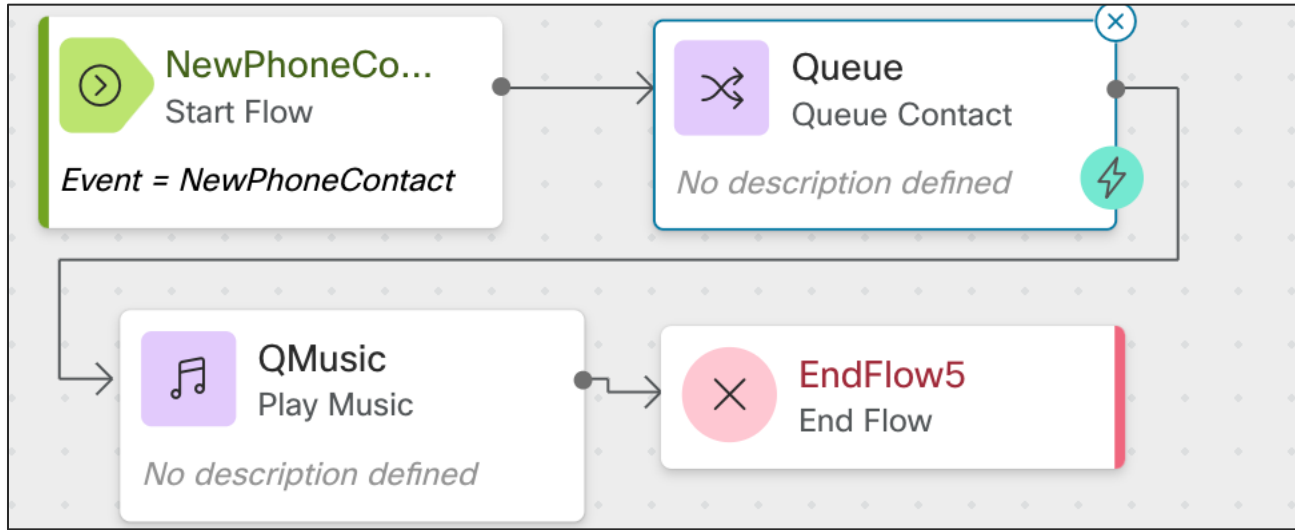 NewPhoneCo...
Start Flow
Event = NewPhoneContact
Queue
Queue Contact
No description defined
QMusic
Play Music
No description defined
EndFlow5
End Flow